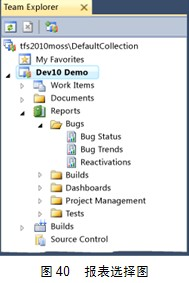 Team Explorer
tfs2010moss\DefaultCollection
My Favorites
Dev10 Demo
Work Items
Documents
Reports
Bugs
Bug Status
Bug Trends
Reactivations
Builds
Dashboards
Project Management
Tests
Builds
Source Control
图 40 报表选择图